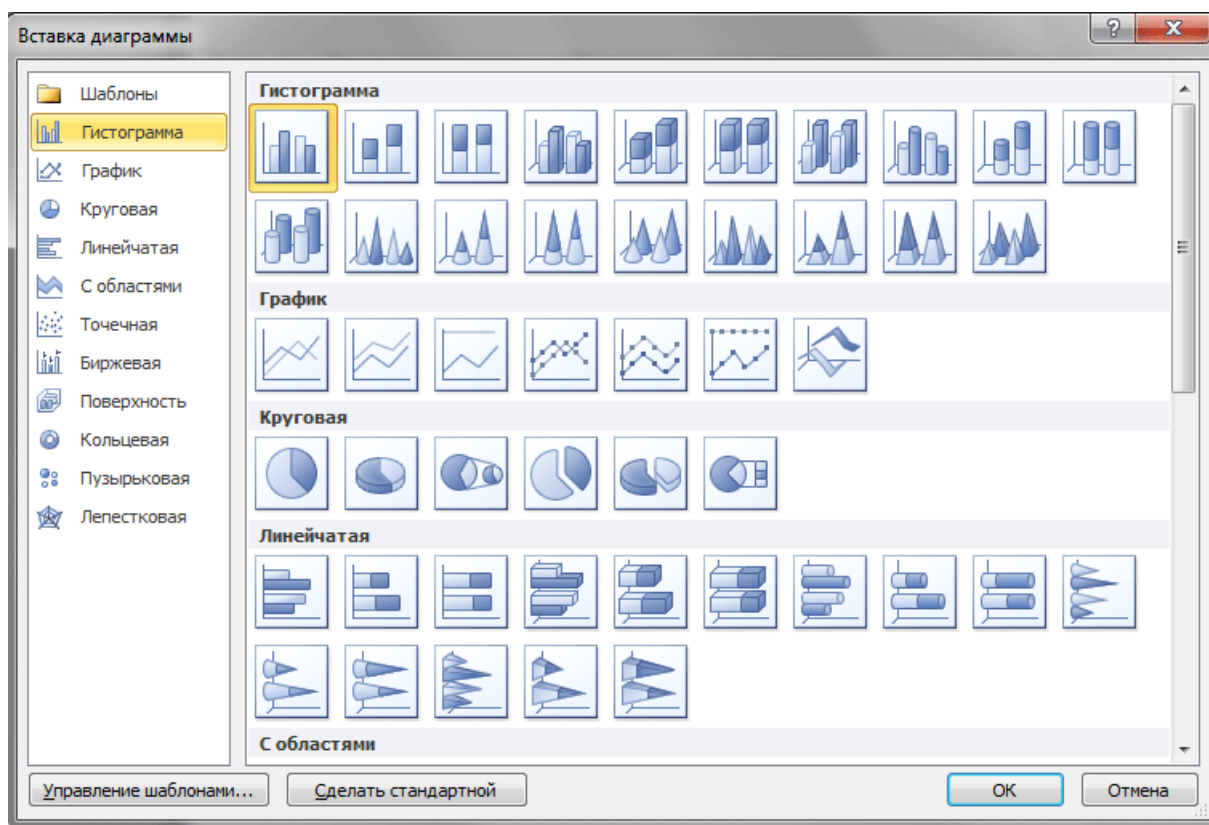 Вставка диаграммы
Шаблоны
Гистограмма
График
Круговая
Линейчатая
С областями
Точечная
Биржевая
Поверхность
Кольцевая
Пузырьковая
Лепестковая
Гистограмма
График
Круговая
Линейчатая
С областями
Управление шаблонами...
Сделать стандартной
ОК
Отмена